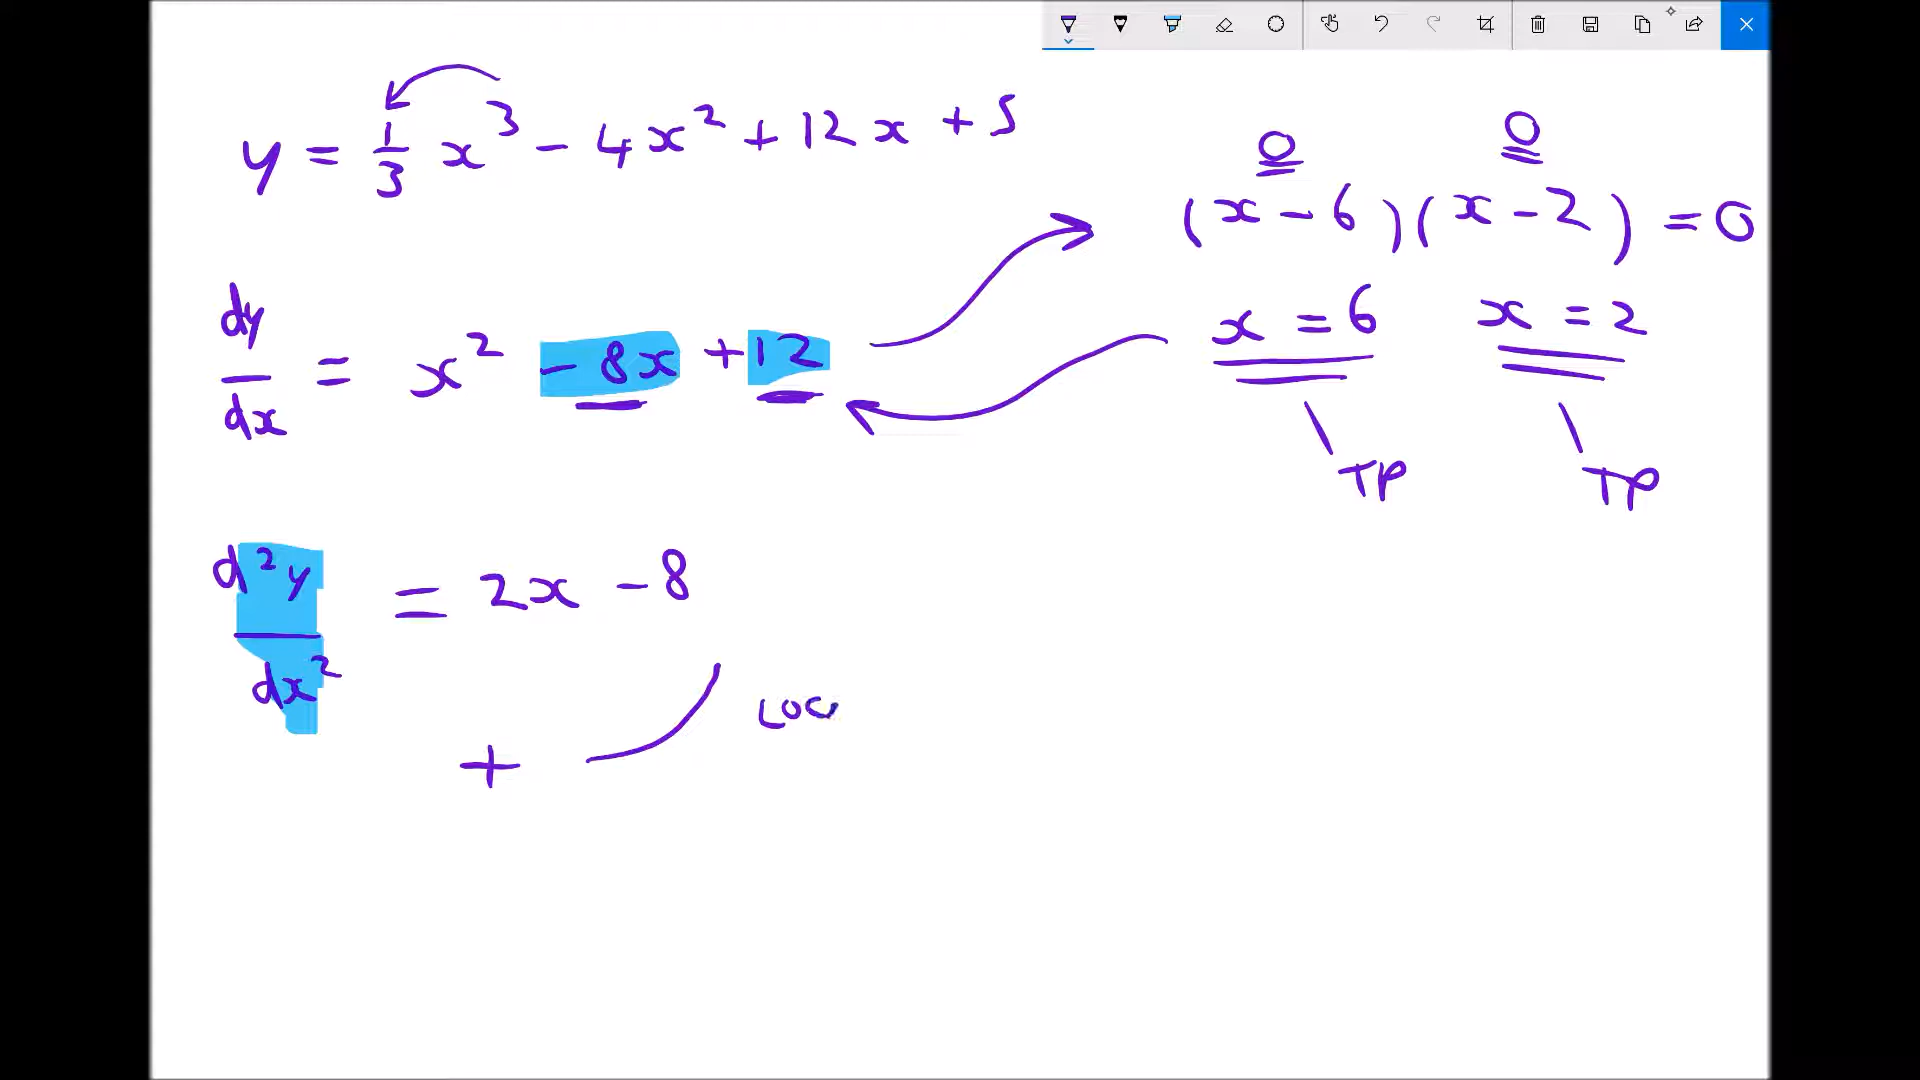 y = 1/3 x³ - 4x² + 12x + 5
0 0
(x - 6)(x - 2) = 0
x = 6 x = 2
TP TP
dy/dx = x² - 8x + 12
d²y/dx² = 2x - 8
+ LOCA